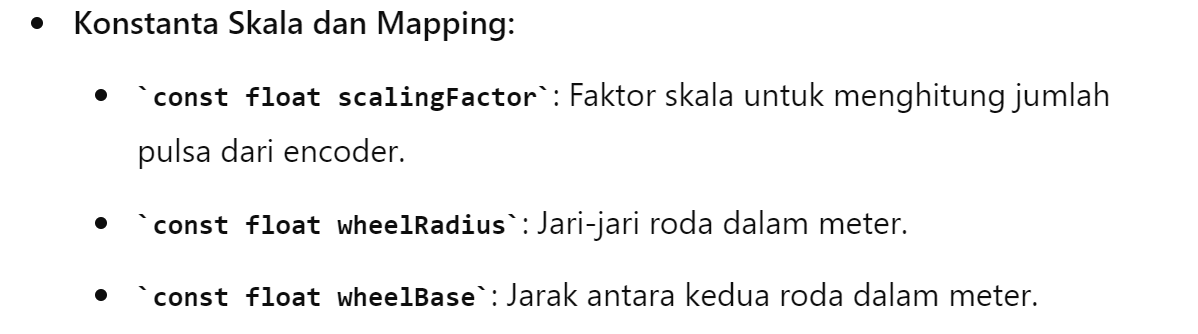 • Konstanta Skala dan Mapping:
• `const float scalingFactor`: Faktor skala untuk menghitung jumlah
pulsa dari encoder.
• `const float wheelRadius`: Jari-jari roda dalam meter.
• `const float wheelBase`: Jarak antara kedua roda dalam meter.